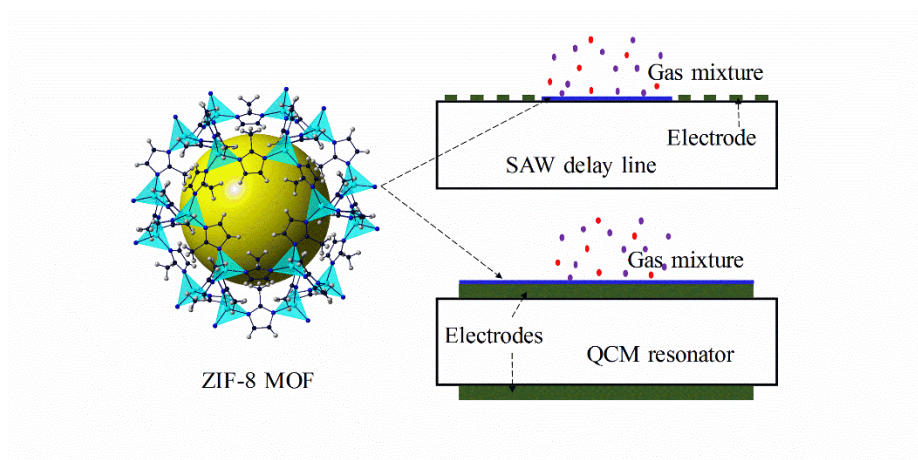 Gas mixture
Electrode
SAW delay line
Gas mixture
Electrodes
QCM resonator
ZIF-8 MOF